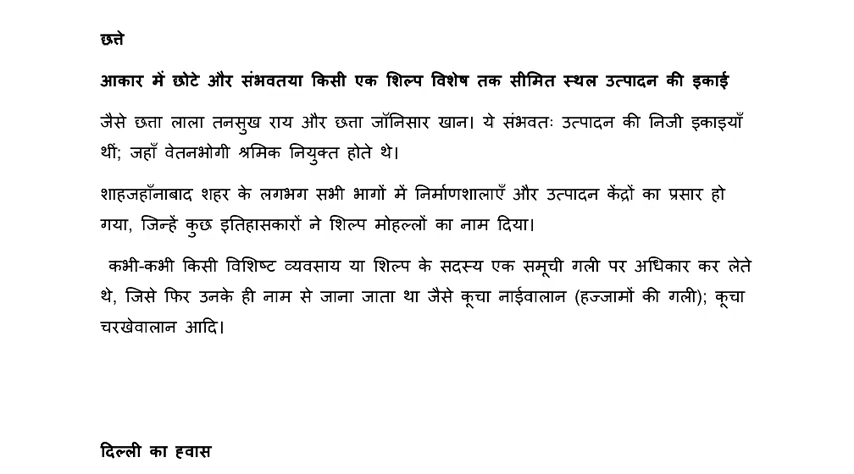 छत्ते
आकार में छोटे और संभवतया किसी एक शिल्प विशेष तक सीमित स्थल उत्पादन की इकाई
जैसे छत्ता लाला तनसुख राय और छत्ता जॉनिसार खान। ये संभवतः उत्पादन की निजी इकाइयाँ
थीं; जहाँ वेतनभोगी श्रमिक नियुक्त होते थे।
शाहजहाँनाबाद शहर के लगभग सभी भागों में निर्माणशालाएँ और उत्पादन केंद्रों का प्रसार हो
गया, जिन्हें कुछ इतिहासकारों ने शिल्प मोहल्लों का नाम दिया।
कभी-कभी किसी विशिष्ट व्यवसाय या शिल्प के सदस्य एक समूची गली पर अधिकार कर लेते
थे, जिसे फिर उनके ही नाम से जाना जाता था जैसे कूचा नाईवालान (हज्जामों की गली); कूचा
चरखेवालान आदि।
दिल्ली का ह्वास